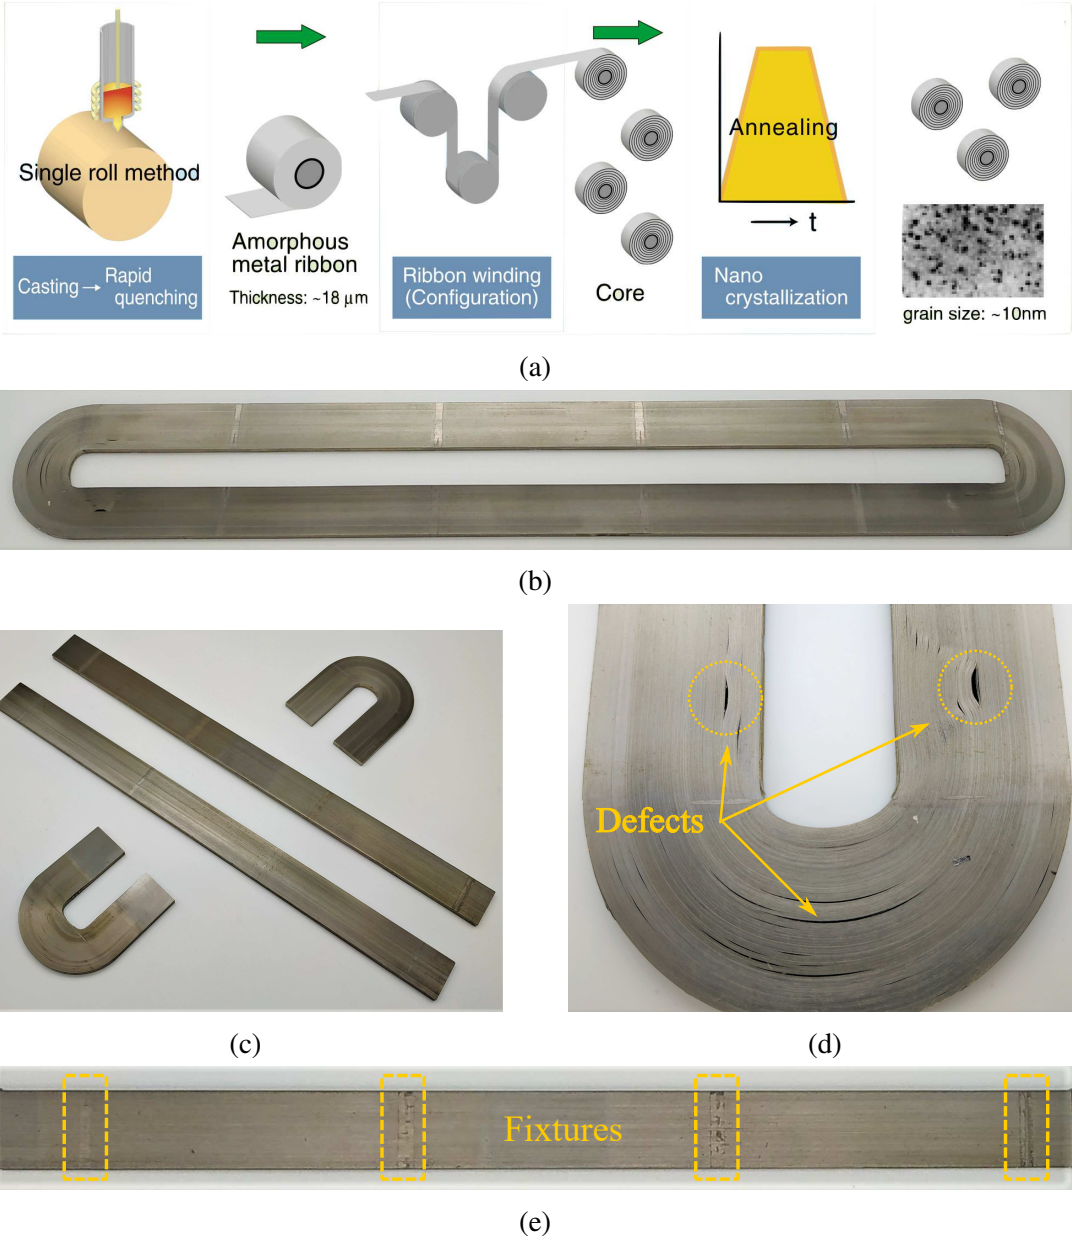 Single roll method
Casting → Rapid
quenching
Amorphous
metal ribbon
Thickness: ~18 μm
Ribbon winding
(Configuration)
Core
Annealing
t
Nano
crystallization
grain size: ~10nm
(a)
(b)
(c)
Defects
(d)
Fixtures
(e)